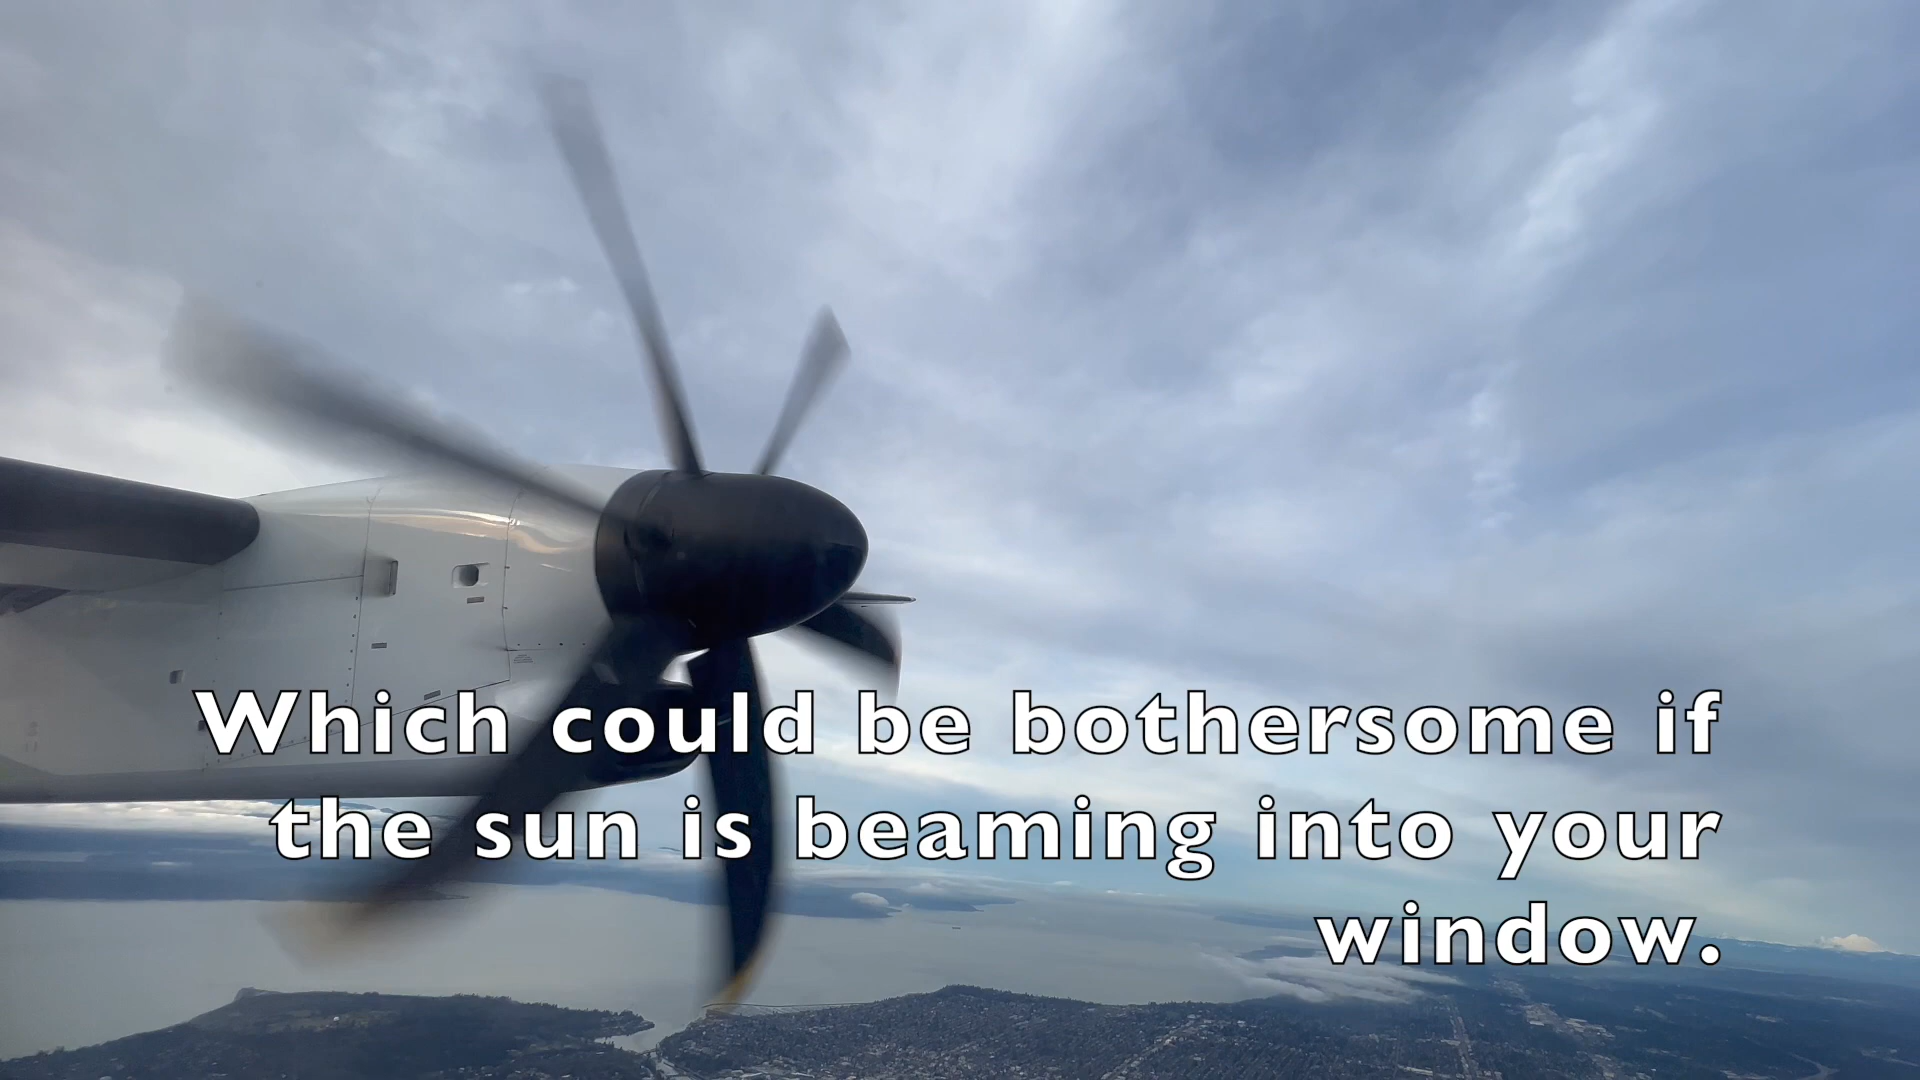 Which could be bothersome if
the sun is beaming into your
window.